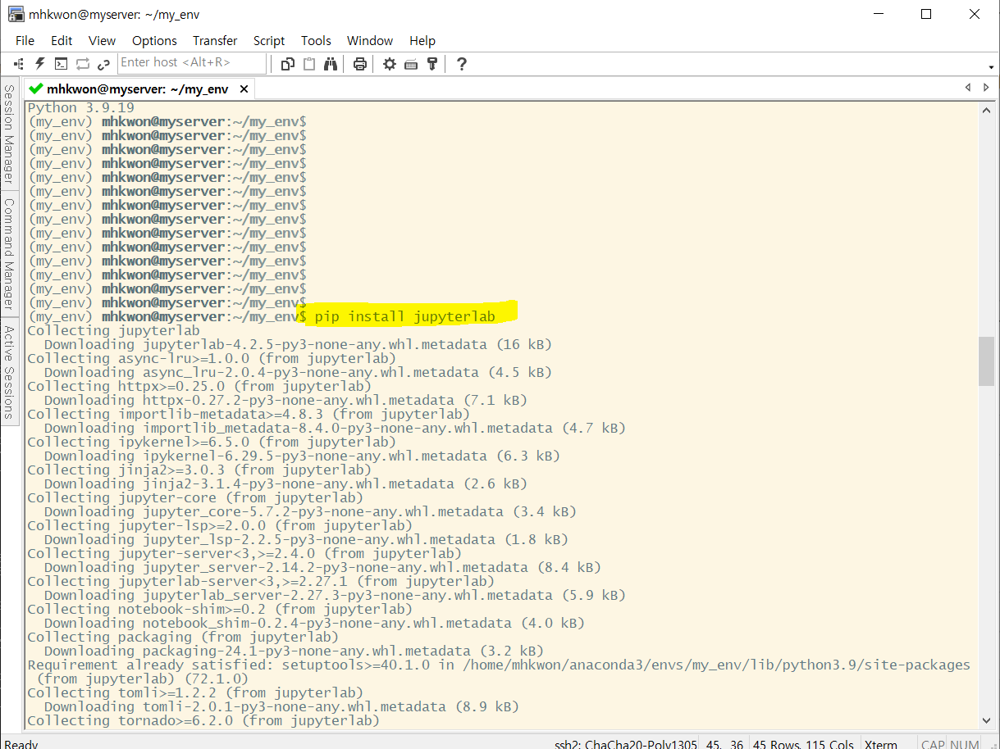 mhkwon@myserver: ~/my_env
File Edit View Options Transfer Script Tools Window Help
Enter host <Alt+R>
mhkwon@myserver: ~/my_env
Session Manager
Command Manager
Active Sessions
Python 3.9.19
(my_env) mhkwon@myserver:~/my_env$
(my_env) mhkwon@myserver:~/my_env$
(my_env) mhkwon@myserver:~/my_env$
(my_env) mhkwon@myserver:~/my_env$
(my_env) mhkwon@myserver:~/my_env$
(my_env) mhkwon@myserver:~/my_env$
(my_env) mhkwon@myserver:~/my_env$
(my_env) mhkwon@myserver:~/my_env$
(my_env) mhkwon@myserver:~/my_env$
(my_env) mhkwon@myserver:~/my_env$
(my_env) mhkwon@myserver:~/my_env$
(my_env) mhkwon@myserver:~/my_env$
(my_env) mhkwon@myserver:~/my_env$
(my_env) mhkwon@myserver:~/my_env$
(my_env) mhkwon@myserver:~/my_env$ pip install jupyterlab
Collecting jupyterlab
  Downloading jupyterlab-4.2.5-py3-none-any.whl.metadata (16 kB)
Collecting async-lru>=1.0.0 (from jupyterlab)
  Downloading async_lru-2.0.4-py3-none-any.whl.metadata (4.5 kB)
Collecting httpx>=0.25.0 (from jupyterlab)
  Downloading httpx-0.27.2-py3-none-any.whl.metadata (7.1 kB)
Collecting importlib-metadata>=4.8.3 (from jupyterlab)
  Downloading importlib_metadata-8.4.0-py3-none-any.whl.metadata (4.7 kB)
Collecting ipykernel>=6.5.0 (from jupyterlab)
  Downloading ipykernel-6.29.5-py3-none-any.whl.metadata (6.3 kB)
Collecting jinja2>=3.0.3 (from jupyterlab)
  Downloading jinja2-3.1.4-py3-none-any.whl.metadata (2.6 kB)
Collecting jupyter-core (from jupyterlab)
  Downloading jupyter_core-5.7.2-py3-none-any.whl.metadata (3.4 kB)
Collecting jupyter-lsp>=2.0.0 (from jupyterlab)
  Downloading jupyter_lsp-2.2.5-py3-none-any.whl.metadata (1.8 kB)
Collecting jupyter-server<3,>=2.4.0 (from jupyterlab)
  Downloading jupyter_server-2.14.2-py3-none-any.whl.metadata (8.4 kB)
Collecting jupyterlab-server<3,>=2.27.1 (from jupyterlab)
  Downloading jupyterlab_server-2.27.3-py3-none-any.whl.metadata (5.9 kB)
Collecting notebook-shim>=0.2 (from jupyterlab)
  Downloading notebook_shim-0.2.4-py3-none-any.whl.metadata (4.0 kB)
Collecting packaging (from jupyterlab)
  Downloading packaging-24.1-py3-none-any.whl.metadata (3.2 kB)
Requirement already satisfied: setuptools>=40.1.0 in /home/mhkwon/anaconda3/envs/my_env/lib/python3.9/site-packages
 (from jupyterlab) (72.1.0)
Collecting tomli>=1.2.2 (from jupyterlab)
  Downloading tomli-2.0.1-py3-none-any.whl.metadata (8.9 kB)
Collecting tornado>=6.2.0 (from jupyterlab)
Ready ssh2: ChaCha20-Poly1305 45, 36 45 Rows, 115 Cols Xterm CAP NUM